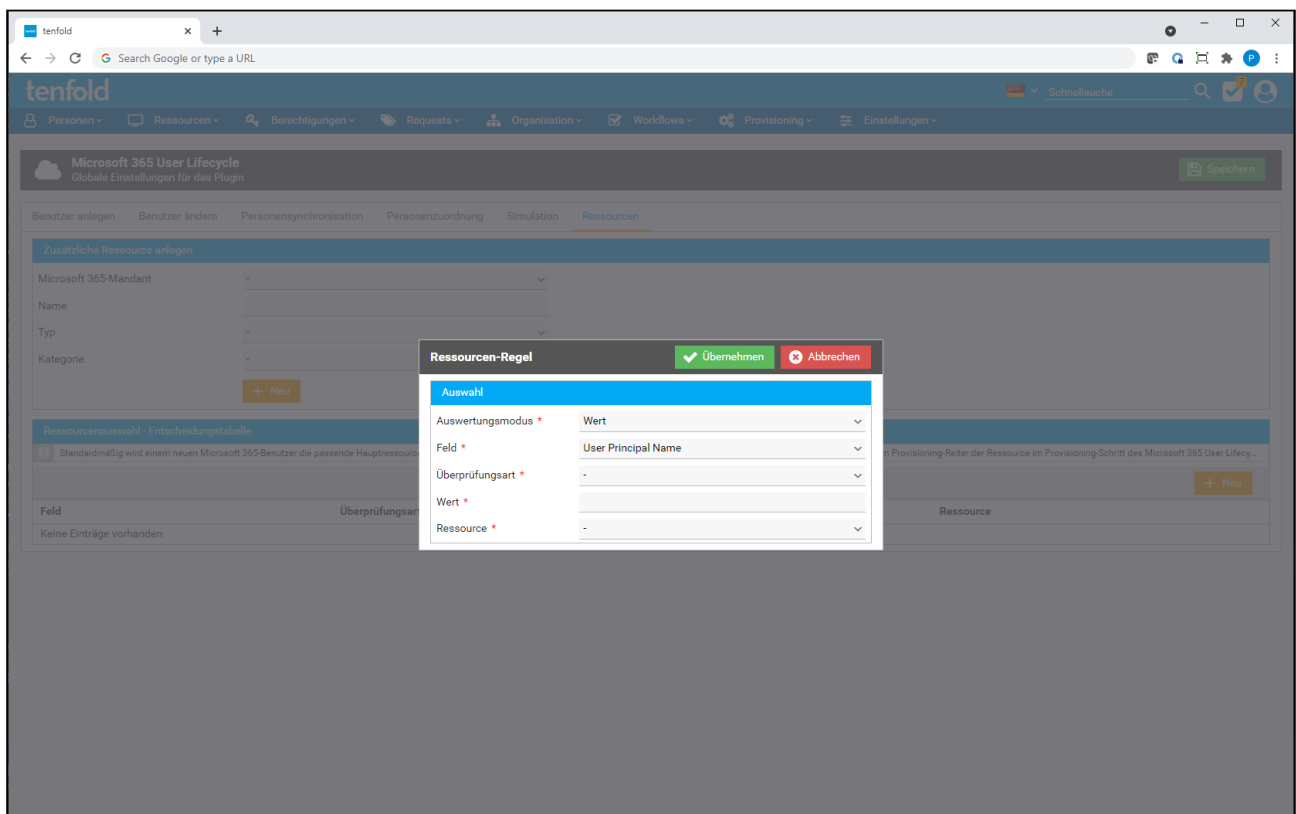 tenfold
Search Google or type a URL
P
tenfold
Schnellsuche
7
Personen Ressourcen Berechtigungen Requests Organisation Workflows Provisioning Einstellungen
Microsoft 365 User Lifecycle
Globale Einstellungen für das Plugin
Speichern
Benutzer anlegen Benutzer ändern Personensynchronisation Personenzuordnung Simulation Ressourcen
Zusätzliche Ressource anlegen
Microsoft 365-Mandant -
Name
Typ -
Kategorie -
+ Neu
Ressourcen-Regel
Übernehmen
Abbrechen
Auswahl
Auswertungsmodus * Wert
Feld * User Principal Name
Überprüfungsart * -
Wert *
Ressource * -
Ressourcenauswahl - Entscheidungstabelle
Standardmäßig wird einem neuen Microsoft 365-Benutzer die passende Hauptressourc
m Provisioning-Reiter der Ressource im Provisioning-Schritt des Microsoft 365 User Lifecy...
+ Neu
Feld Überprüfungsart Ressource
Keine Einträge vorhanden